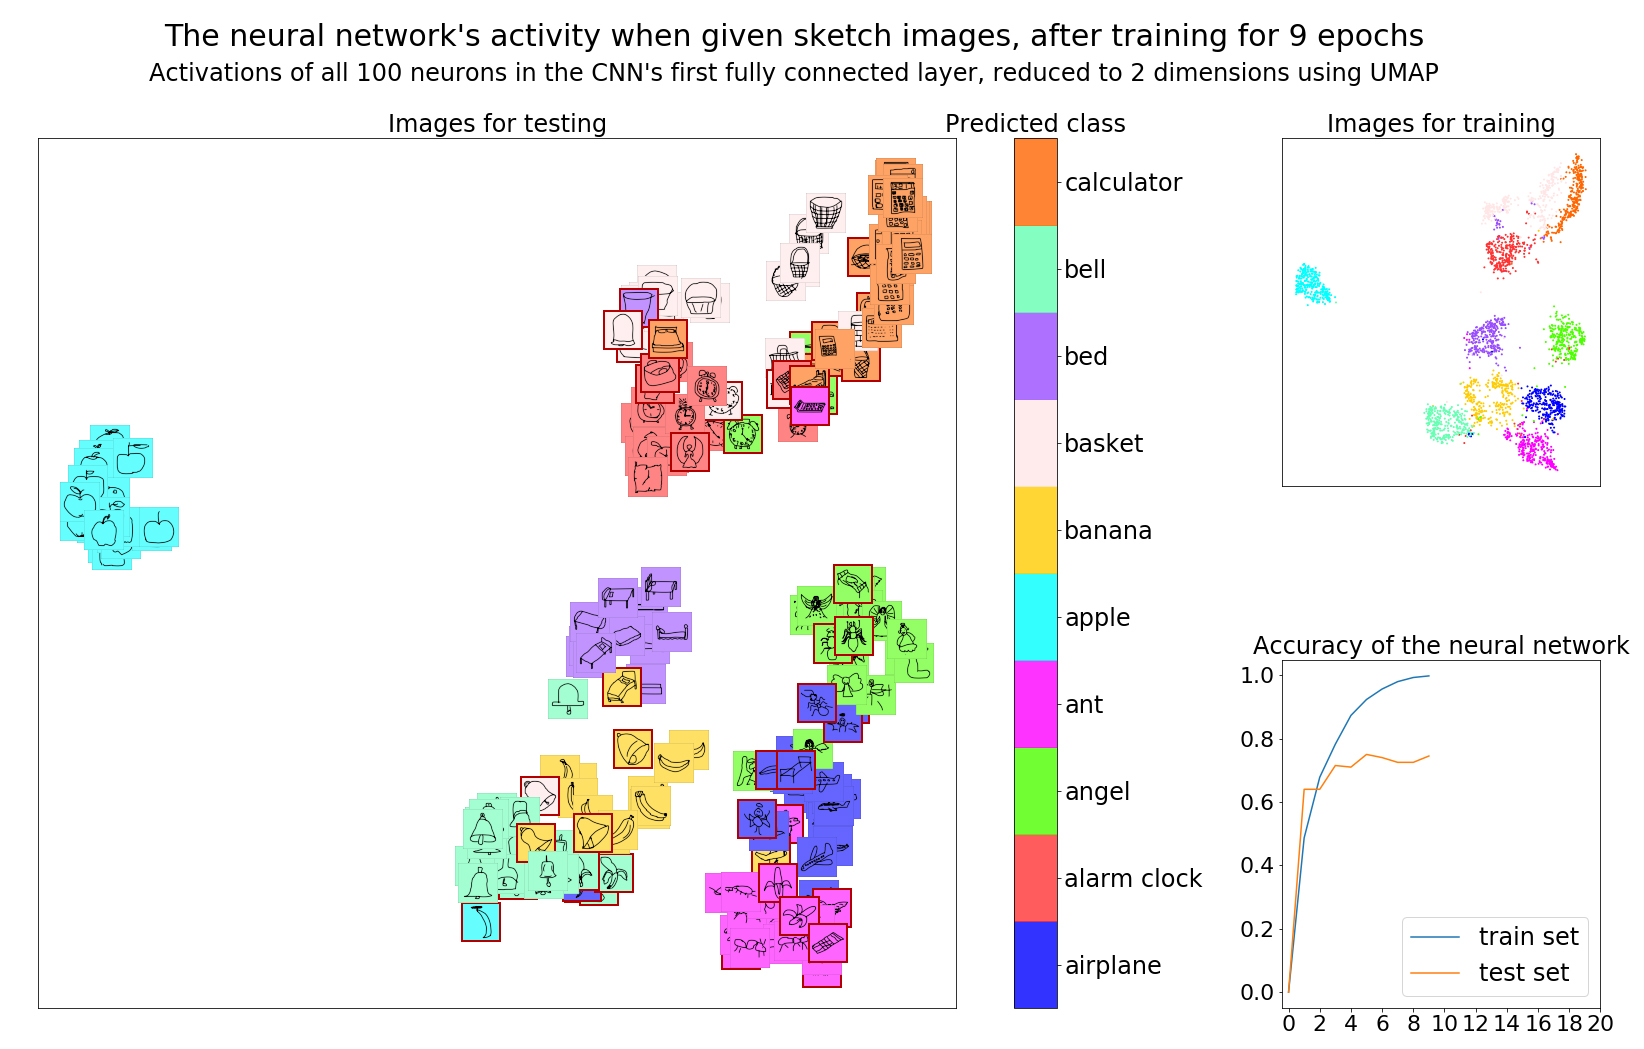 The neural network's activity when given sketch images, after training for 9 epochs
Activations of all 100 neurons in the CNN's first fully connected layer, reduced to 2 dimensions using UMAP
Images for testing
Predicted class
calculator
bell
bed
basket
banana
apple
ant
angel
alarm clock
airplane
Images for training
Accuracy of the neural network
1.0
0.8
0.6
0.4
0.2
0.0
train set
test set
0 2 4 6 8 10 12 14 16 18 20